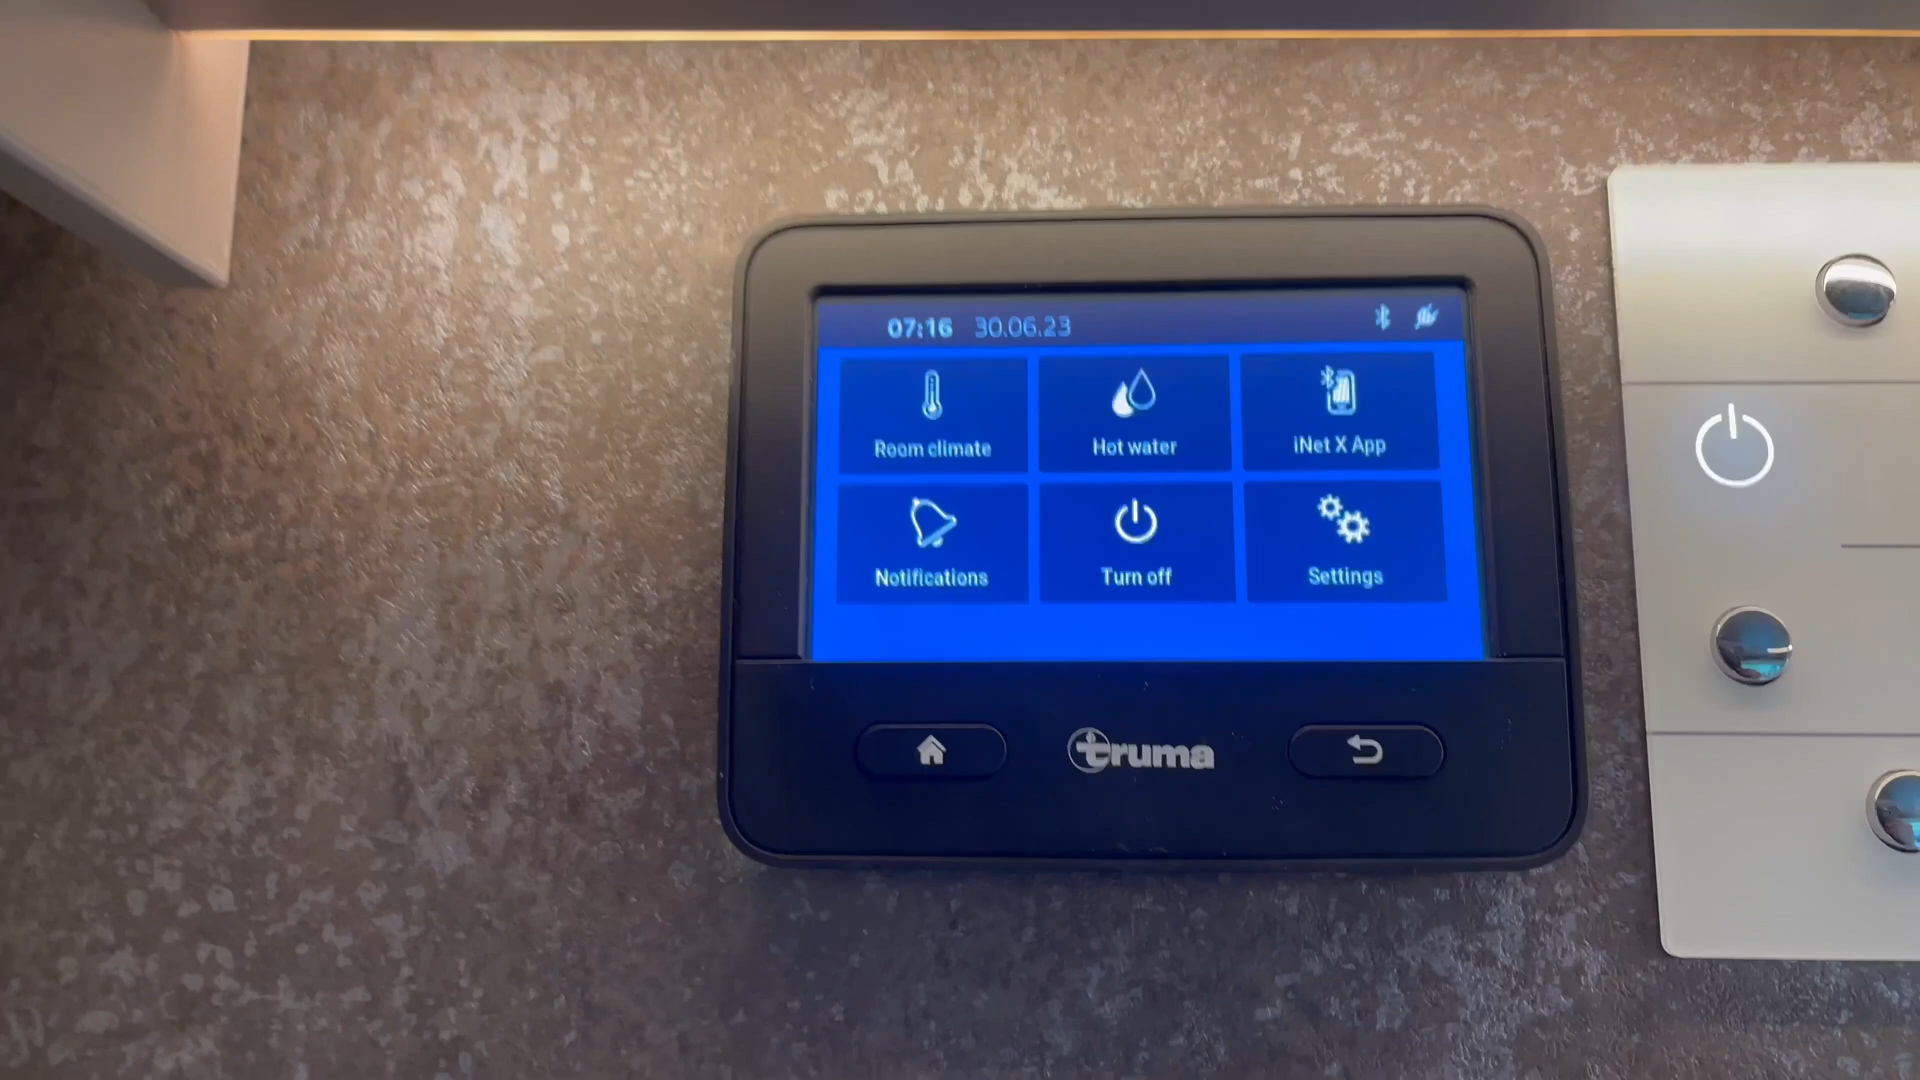 07:16 30.06.23
Room climate
Hot water
iNet X App
Notifications
Turn off
Settings
truma